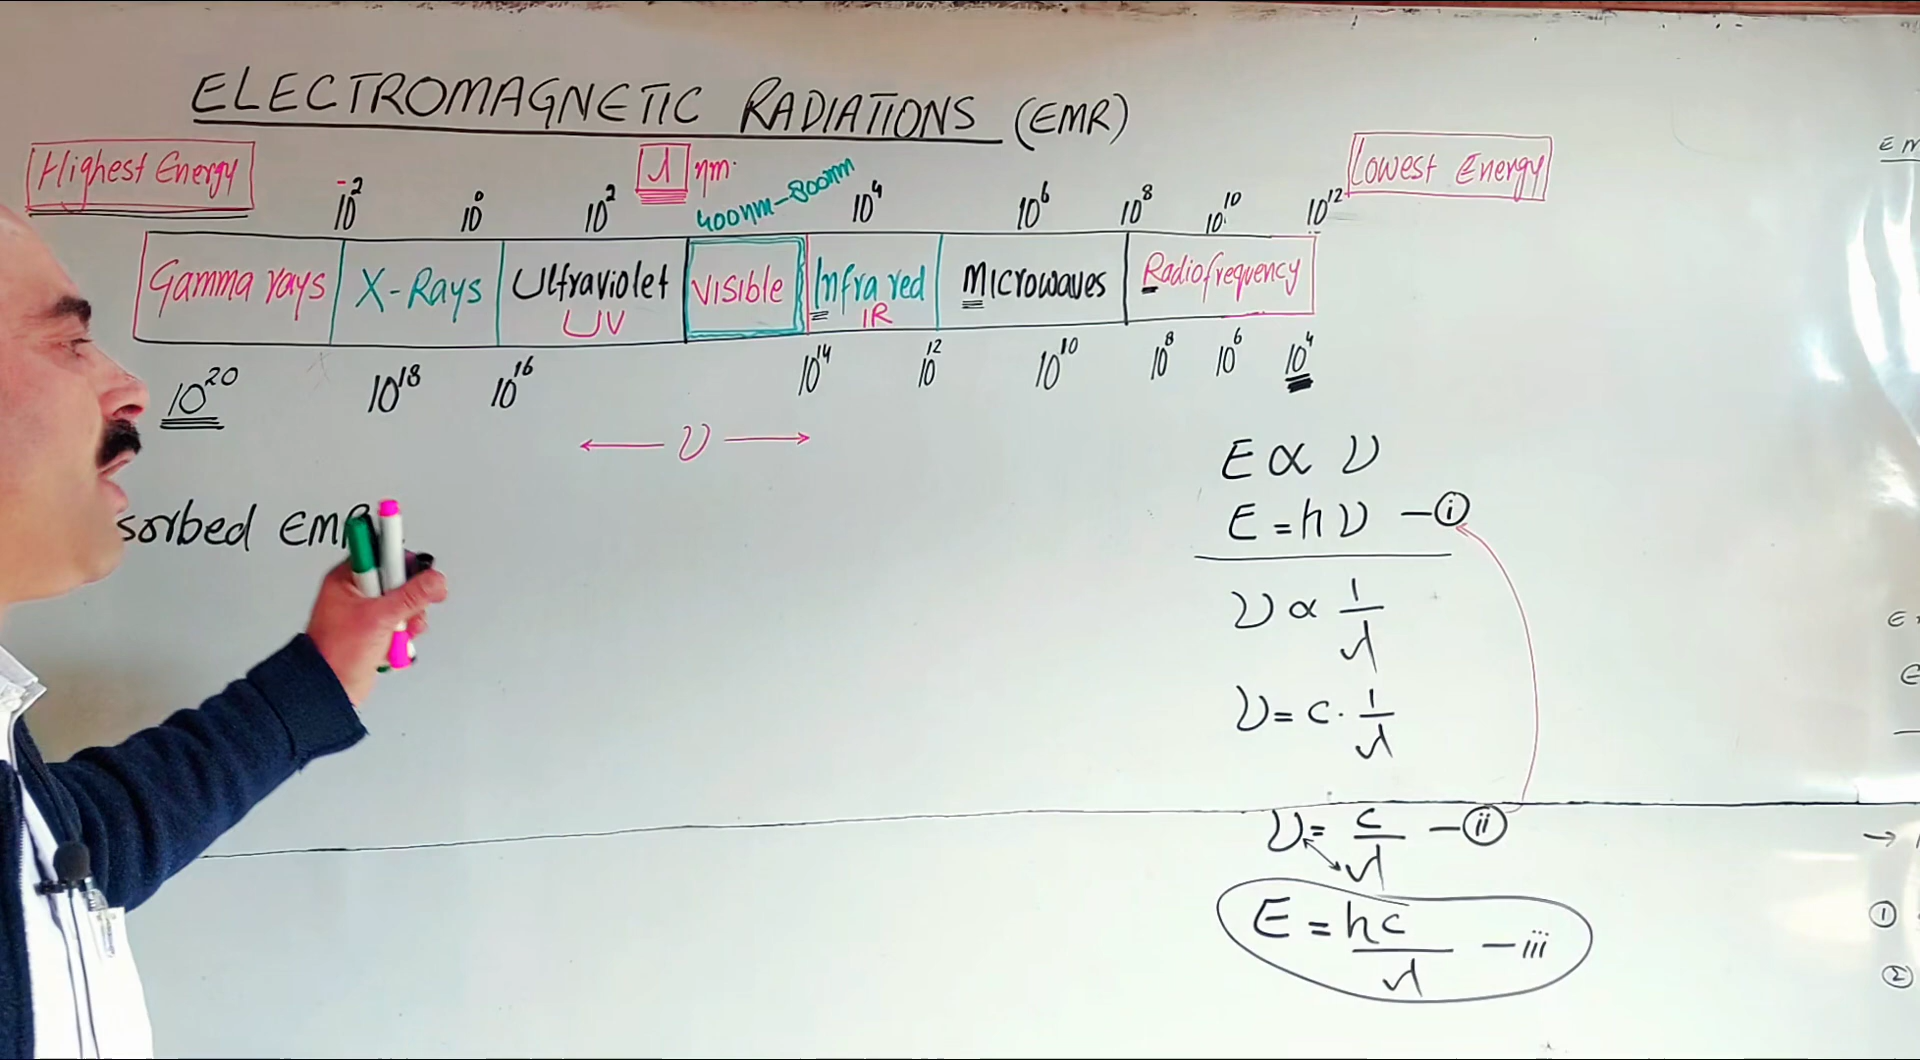 ELECTROMAGNETIC RADIATIONS (EMR)
Highest Energy
λ nm.
Lowest Energy
10⁻² 10⁰ 10² 400nm-800nm 10⁴ 10⁶ 10⁸ 10¹⁰ 10¹²
Gamma rays X-Rays Ultraviolet UV Visible Infra red IR Microwaves Radiofrequency
10²⁰ 10¹⁸ 10¹⁶ 10¹⁴ 10¹² 10¹⁰ 10⁸ 10⁶ 10⁴
← ν →
sorbed EMR
E ∝ ν
E = hν - (i)
ν ∝ 1/λ
ν = c · 1/λ
ν = c/λ - (ii)
E = hc/λ - iii
→
①
②